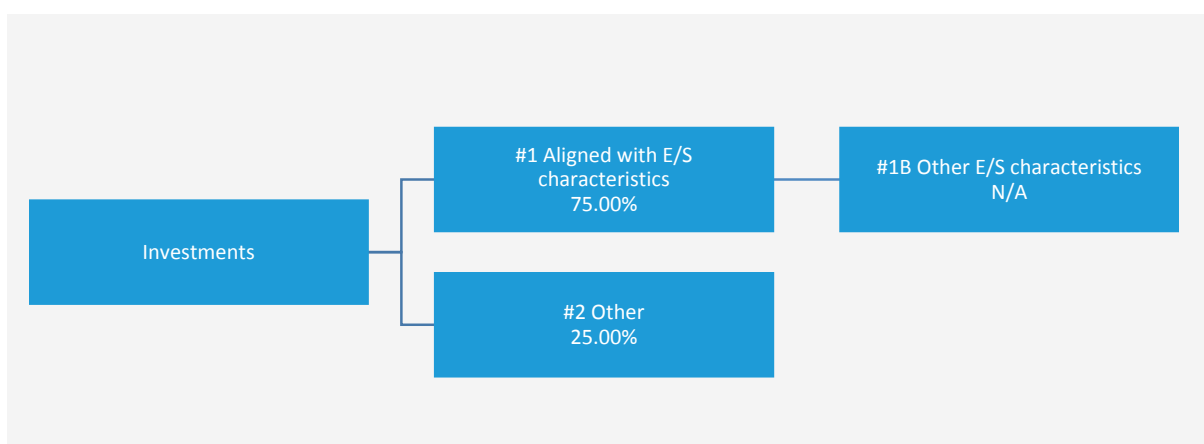 Investments
#1 Aligned with E/S
characteristics
75.00%
#1B Other E/S characteristics
N/A
#2 Other
25.00%